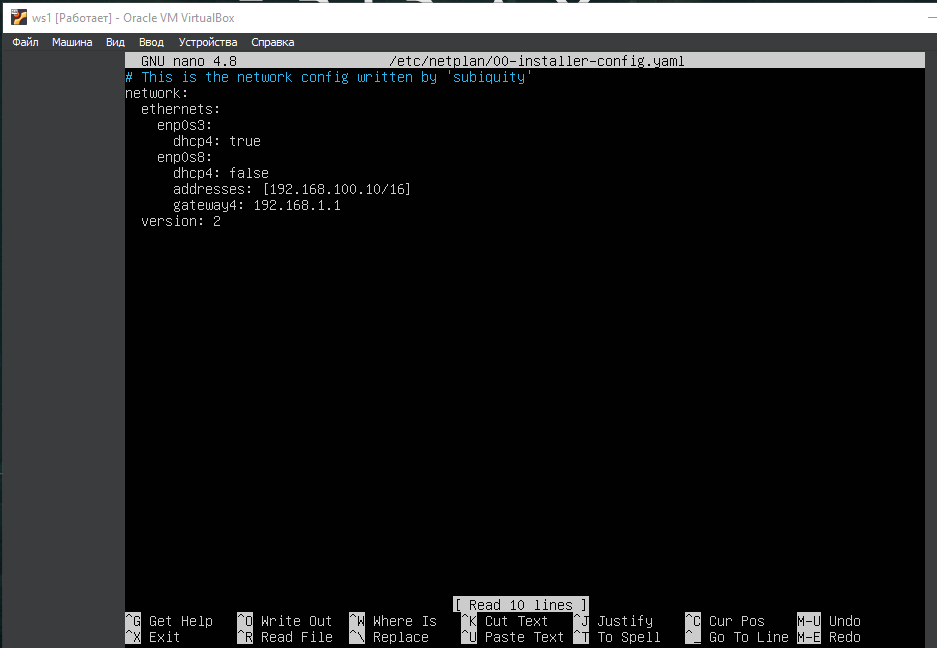 ws1 [Работает] - Oracle VM VirtualBox
Файл Машина Вид Ввод Устройства Справка
GNU nano 4.8 /etc/netplan/00-installer-config.yaml
# This is the network config written by 'subiquity'
network:
  ethernets:
    enp0s3:
      dhcp4: true
    enp0s8:
      dhcp4: false
      addresses: [192.168.100.10/16]
      gateway4: 192.168.1.1
  version: 2
[ Read 10 lines ]
^G Get Help ^O Write Out ^W Where Is ^K Cut Text ^J Justify ^C Cur Pos M-U Undo
^X Exit ^R Read File ^\ Replace ^U Paste Text ^T To Spell ^_ Go To Line M-E Redo